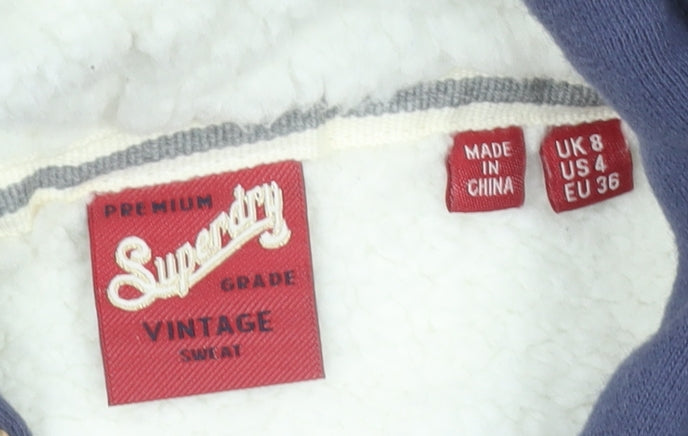 PREMIUM
Superdry
GRADE
VINTAGE
SWEAT
MADE
IN
CHINA
UK 8
US 4
EU 36